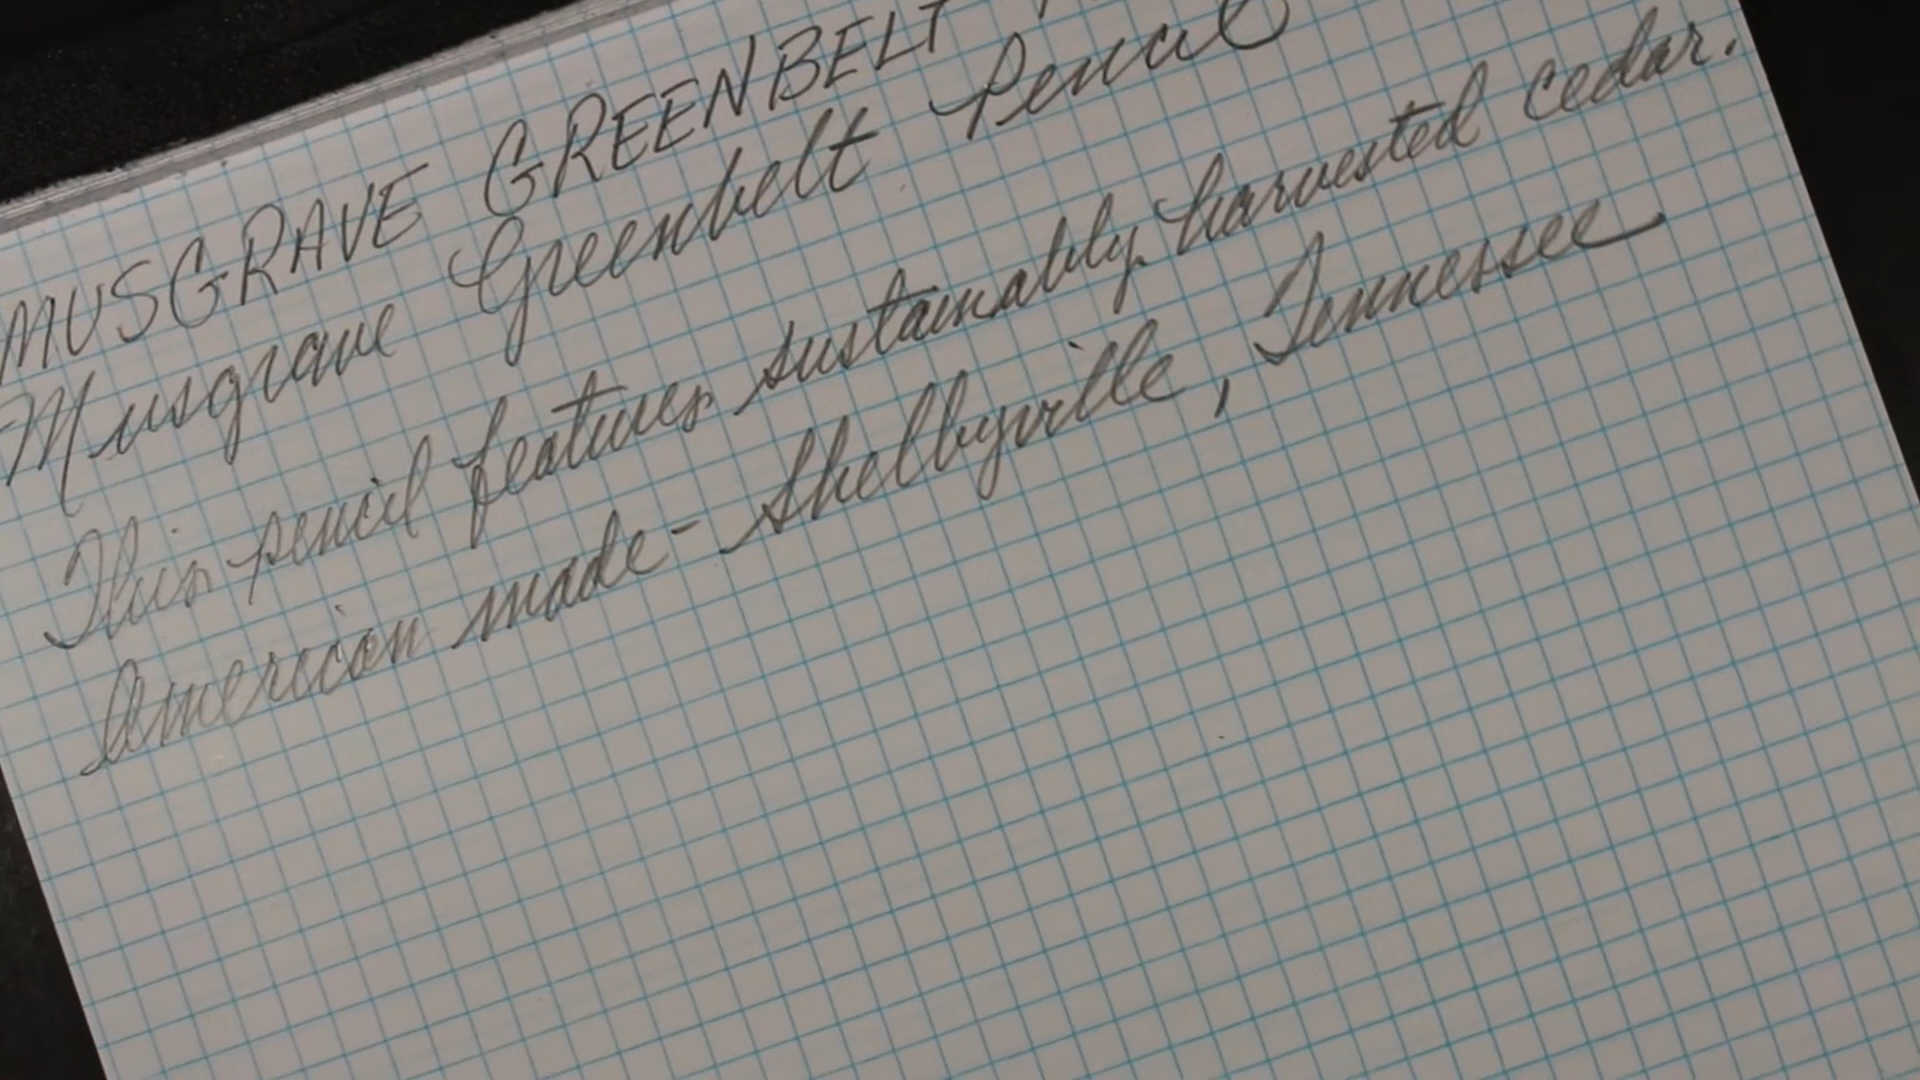 MUSGRAVE GREENBELT
Musgrave Greenbelt Pencil
This pencil features sustainably harvested cedar.
American made - Shelbyville, Tennessee